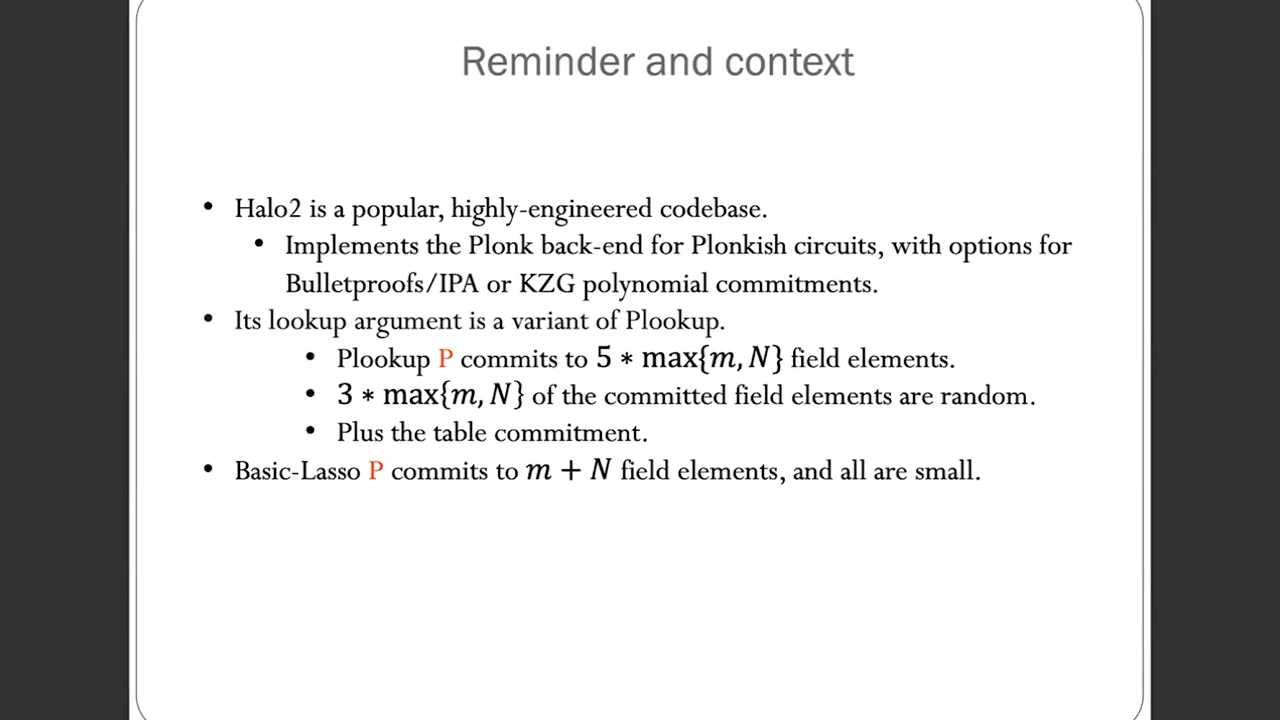 Reminder and context
• Halo2 is a popular, highly-engineered codebase.
• Implements the Plonk back-end for Plonkish circuits, with options for
Bulletproofs/IPA or KZG polynomial commitments.
• Its lookup argument is a variant of Plookup.
• Plookup P commits to 5 ∗ max{m, N} field elements.
• 3 ∗ max{m, N} of the committed field elements are random.
• Plus the table commitment.
• Basic-Lasso P commits to m + N field elements, and all are small.